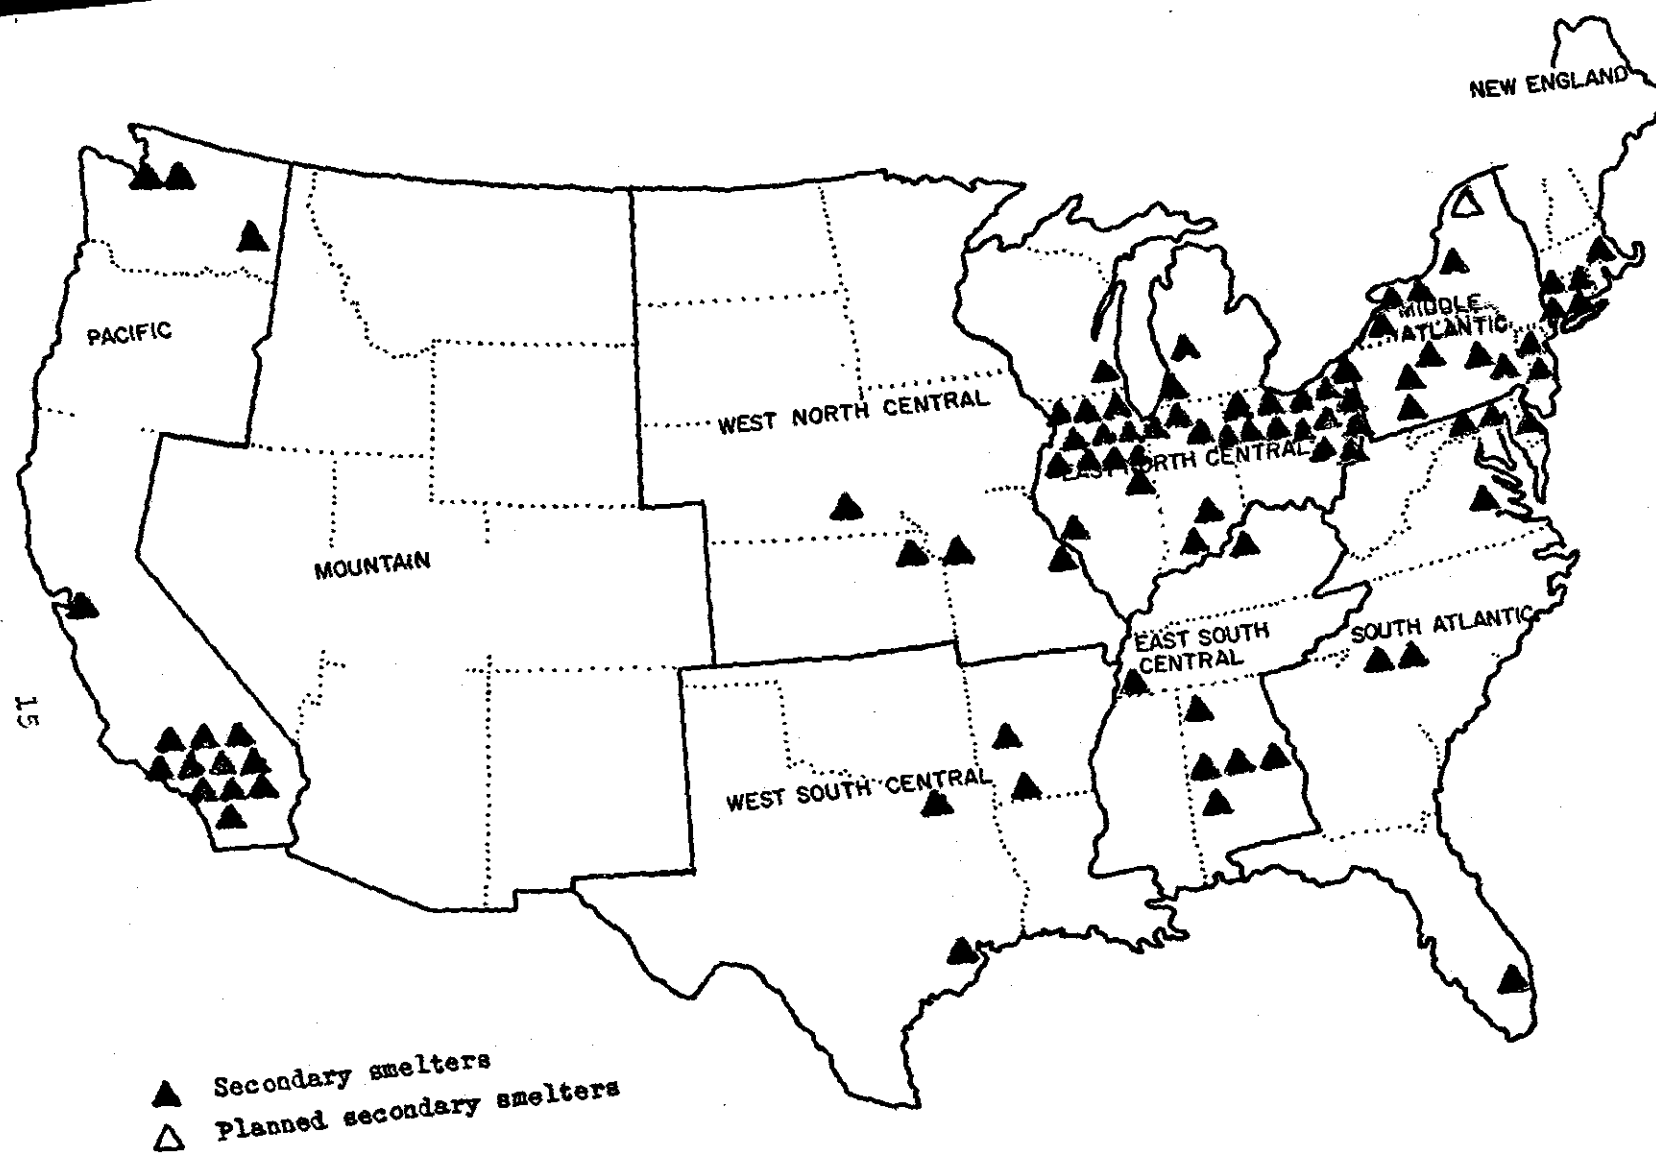 NEW ENGLAND
PACIFIC
MIDDLE
ATLANTIC
WEST NORTH CENTRAL
EAST NORTH CENTRAL
MOUNTAIN
EAST SOUTH
CENTRAL
SOUTH ATLANTIC
15
WEST SOUTH CENTRAL
Secondary smelters
Planned secondary smelters